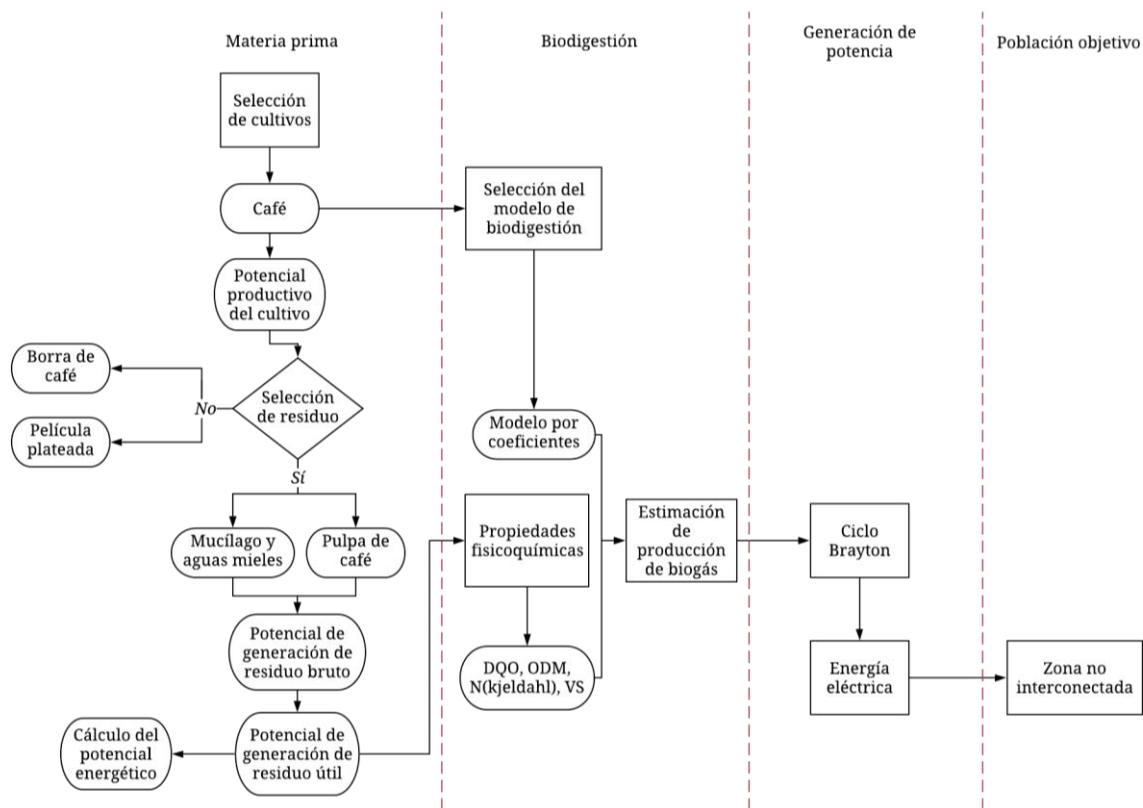 Materia prima
Biodigestión
Generación de
potencia
Población objetivo
Selección
de cultivos
Café
Potencial
productivo
del cultivo
Selección
de residuo
No
Borra de
café
Película
plateada
Sí
Mucílago y
aguas mieles
Pulpa de
café
Potencial de
generación de
residuo bruto
Potencial de
generación de
residuo útil
Cálculo del
potencial
energético
Selección del
modelo de
biodigestión
Modelo por
coeficientes
Propiedades
fisicoquímicas
DQO, ODM,
N(kjeldahl), VS
Estimación
de
producción
de biogás
Ciclo
Brayton
Energía
eléctrica
Zona no
interconectada